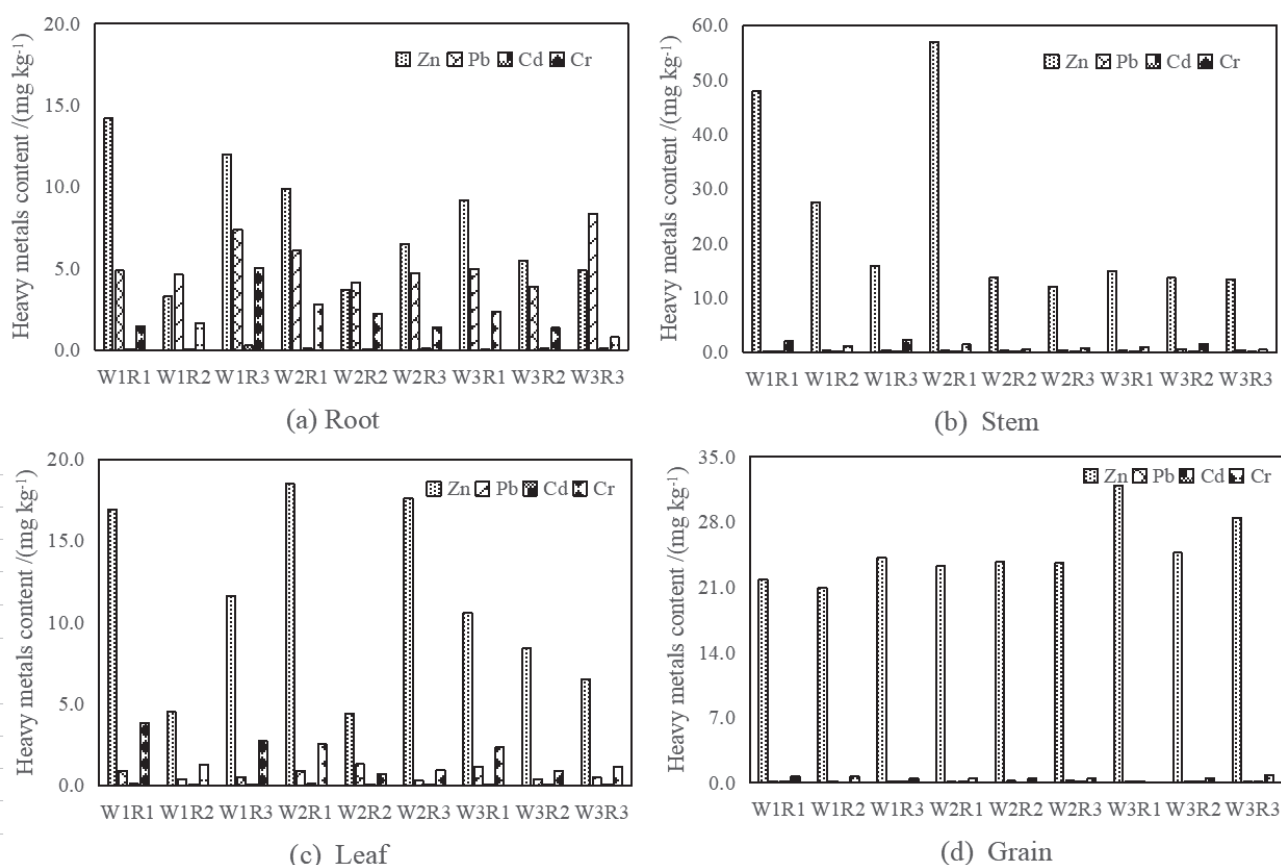 Heavy metals content /(mg kg⁻¹)
20.0
15.0
10.0
5.0
0.0
Zn Pb Cd Cr
W1R1 W1R2 W1R3 W2R1 W2R2 W2R3 W3R1 W3R2 W3R3
(a) Root
Heavy metals content /(mg kg⁻¹)
60.0
50.0
40.0
30.0
20.0
10.0
0.0
Zn Pb Cd Cr
W1R1 W1R2 W1R3 W2R1 W2R2 W2R3 W3R1 W3R2 W3R3
(b) Stem
Heavy metals content /(mg kg⁻¹)
20.0
15.0
10.0
5.0
0.0
Zn Pb Cd Cr
W1R1 W1R2 W1R3 W2R1 W2R2 W2R3 W3R1 W3R2 W3R3
(c) Leaf
Heavy metals content /(mg kg⁻¹)
35.0
28.0
21.0
14.0
7.0
0.0
Zn Pb Cd Cr
W1R1 W1R2 W1R3 W2R1 W2R2 W2R3 W3R1 W3R2 W3R3
(d) Grain